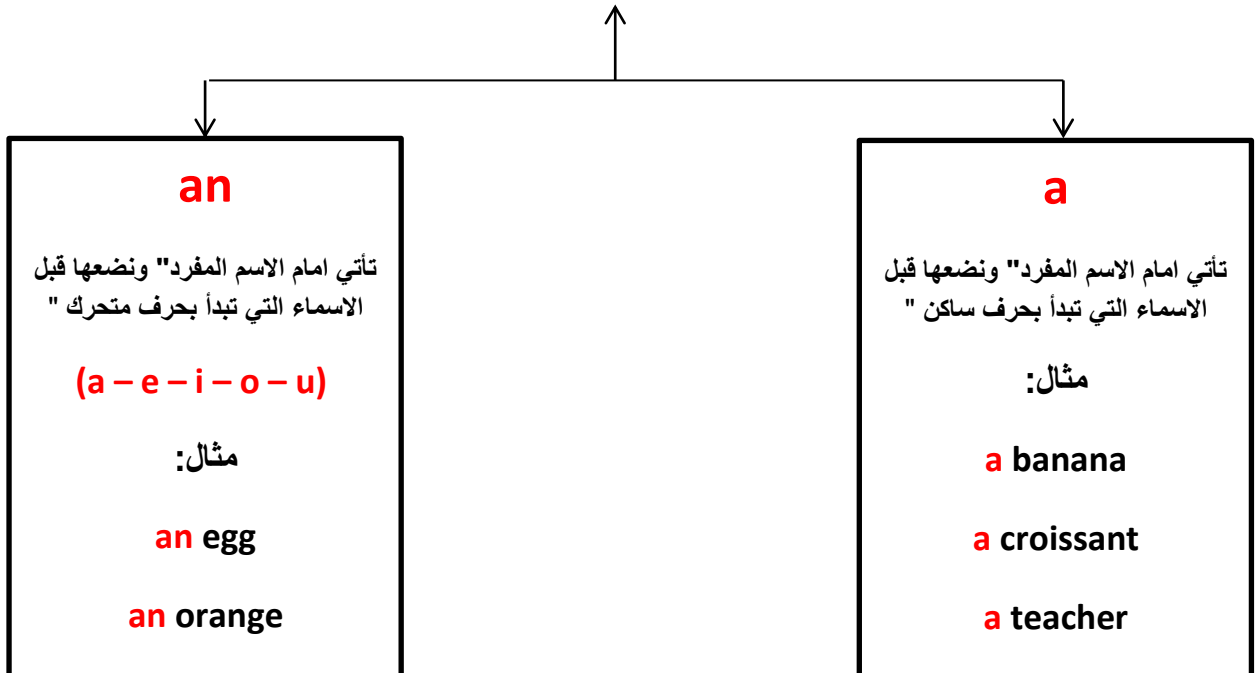 an
تأتي امام الاسم المفرد" ونضعها قبل
الاسماء التي تبدأ بحرف متحرك "
(a – e – i – o – u)
مثال:
an egg
an orange
a
تأتي امام الاسم المفرد" ونضعها قبل
الاسماء التي تبدأ بحرف ساكن "
مثال:
a banana
a croissant
a teacher